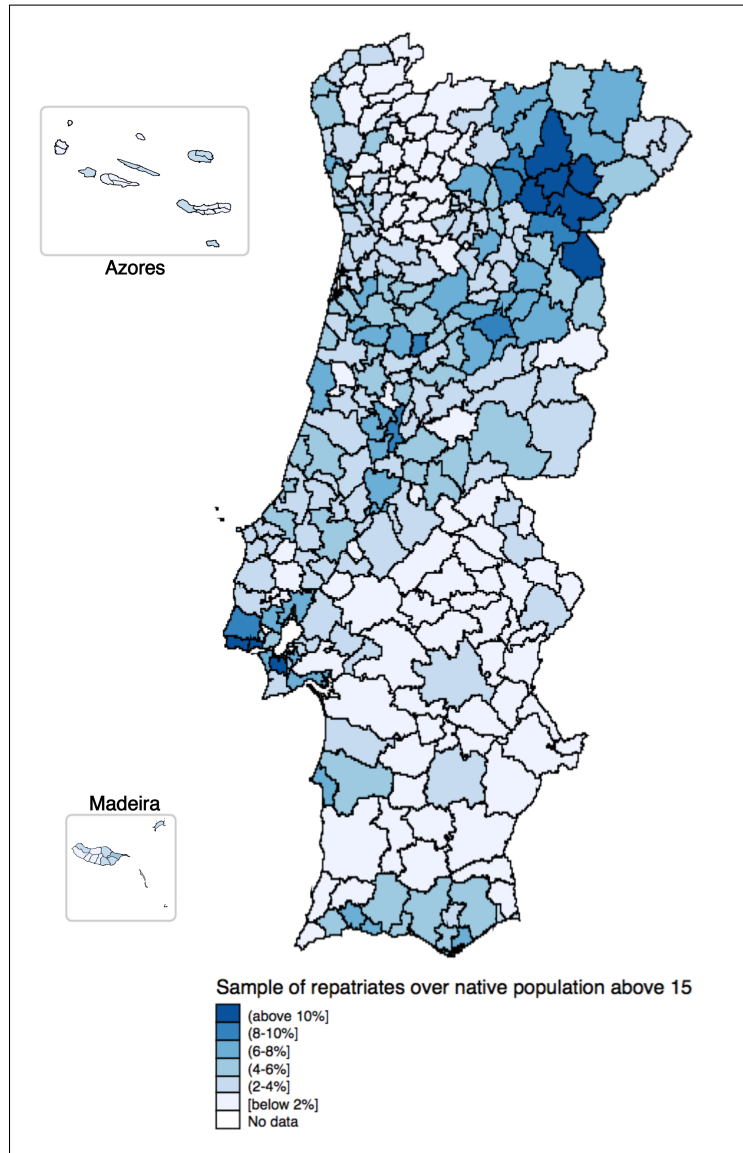 Azores
Madeira
Sample of repatriates over native population above 15
(above 10%]
(8-10%]
(6-8%]
(4-6%]
(2-4%]
[below 2%]
No data